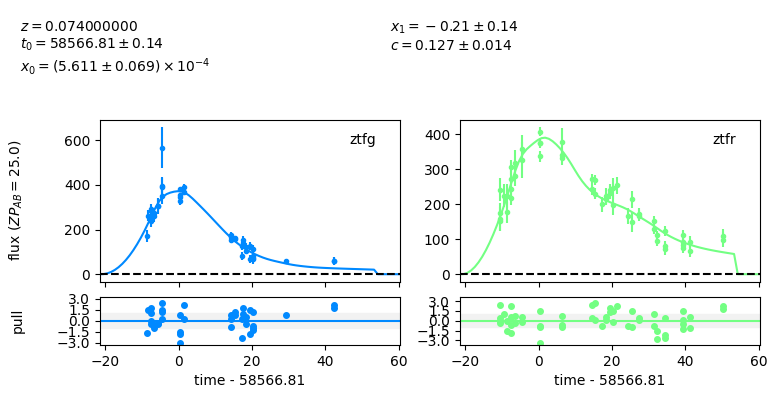 z = 0.074000000
t₀ = 58566.81 ± 0.14
x₀ = (5.611 ± 0.069) × 10⁻⁴
x₁ = −0.21 ± 0.14
c = 0.127 ± 0.014
flux (ZP_AB = 25.0)
600
400
200
0
ztfg
400
300
200
100
0
ztfr
pull
3.0
1.5
0.0
−1.5
−3.0
−20 0 20 40 60
time - 58566.81
3.0
1.5
0.0
−1.5
−3.0
−20 0 20 40 60
time - 58566.81